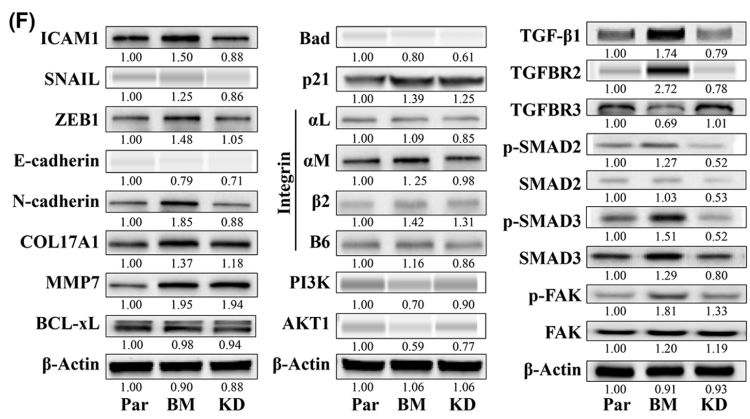 (F)
ICAM1
1.00 1.50 0.88
SNAIL
1.00 1.25 0.86
ZEB1
1.00 1.48 1.05
E-cadherin
1.00 0.79 0.71
N-cadherin
1.00 1.85 0.88
COL17A1
1.00 1.37 1.18
MMP7
1.00 1.95 1.94
BCL-xL
1.00 0.98 0.94
β-Actin
1.00 0.90 0.88
Par BM KD
Bad
1.00 0.80 0.61
p21
1.00 1.39 1.25
Integrin
αL
1.00 1.09 0.85
αM
1.00 1. 25 0.98
β2
1.00 1.42 1.31
B6
1.00 1.16 0.86
PI3K
1.00 0.70 0.90
AKT1
1.00 0.59 0.77
β-Actin
1.00 1.06 1.06
Par BM KD
TGF-β1
1.00 1.74 0.79
TGFBR2
1.00 2.72 0.78
TGFBR3
1.00 0.69 1.01
p-SMAD2
1.00 1.27 0.52
SMAD2
1.00 1.03 0.53
p-SMAD3
1.00 1.51 0.52
SMAD3
1.00 1.29 0.80
p-FAK
1.00 1.81 1.33
FAK
1.00 1.20 1.19
β-Actin
1.00 0.91 0.93
Par BM KD